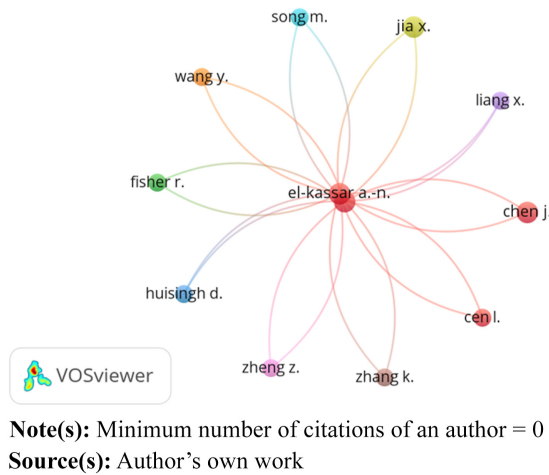 song m.
jia x.
wang y.
liang x.
fisher r.
el-kassar a.-n.
chen j.
huisingh d.
cen l.
zheng z.
zhang k.
VOSviewer
Note(s): Minimum number of citations of an author = 0
Source(s): Author’s own work